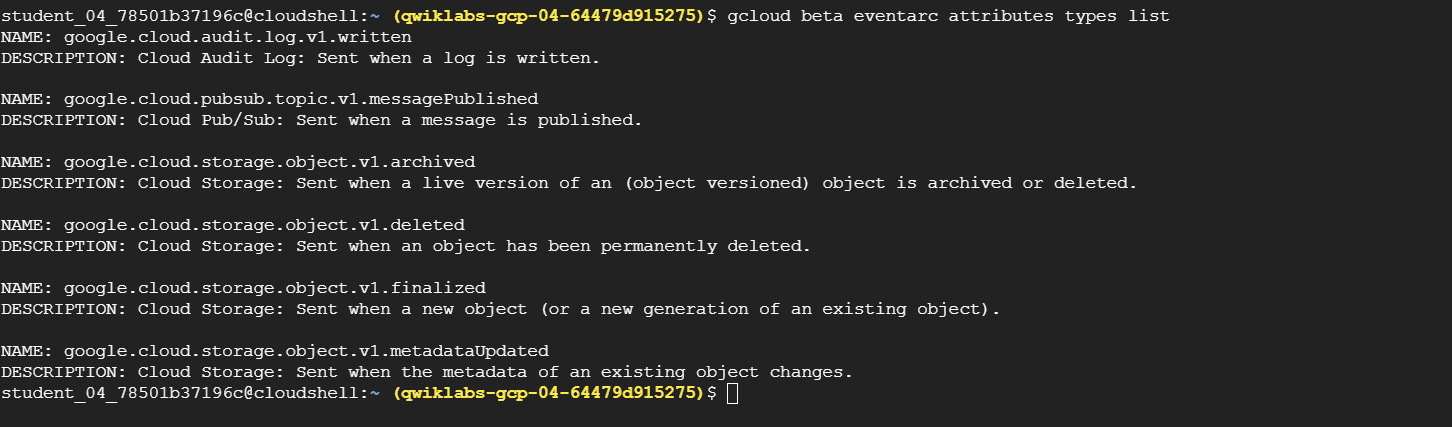 student_04_78501b37196c@cloudshell:~ (qwiklabs-gcp-04-64479d915275)$ gcloud beta eventarc attributes types list
NAME: google.cloud.audit.log.v1.written
DESCRIPTION: Cloud Audit Log: Sent when a log is written.
NAME: google.cloud.pubsub.topic.v1.messagePublished
DESCRIPTION: Cloud Pub/Sub: Sent when a message is published.
NAME: google.cloud.storage.object.v1.archived
DESCRIPTION: Cloud Storage: Sent when a live version of an (object versioned) object is archived or deleted.
NAME: google.cloud.storage.object.v1.deleted
DESCRIPTION: Cloud Storage: Sent when an object has been permanently deleted.
NAME: google.cloud.storage.object.v1.finalized
DESCRIPTION: Cloud Storage: Sent when a new object (or a new generation of an existing object).
NAME: google.cloud.storage.object.v1.metadataUpdated
DESCRIPTION: Cloud Storage: Sent when the metadata of an existing object changes.
student_04_78501b37196c@cloudshell:~ (qwiklabs-gcp-04-64479d915275)$